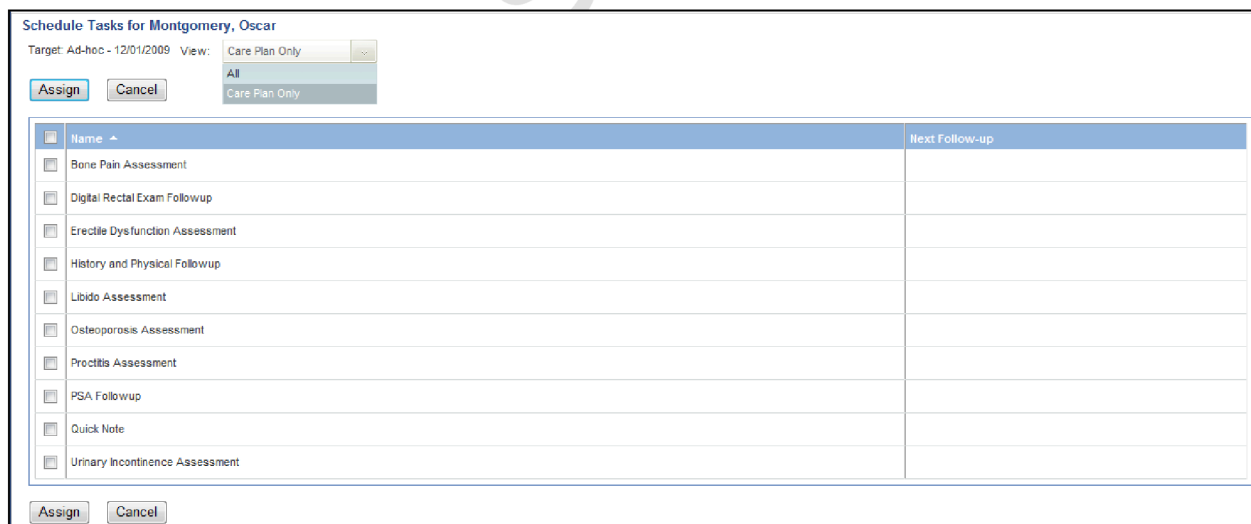 Schedule Tasks for Montgomery, Oscar
Target: Ad-hoc - 12/01/2009 View: Care Plan Only
All
Assign Cancel Care Plan Only
Name Next Follow-up
Bone Pain Assessment
Digital Rectal Exam Followup
Erectile Dysfunction Assessment
History and Physical Followup
Libido Assessment
Osteoporosis Assessment
Proctitis Assessment
PSA Followup
Quick Note
Urinary Incontinence Assessment
Assign Cancel